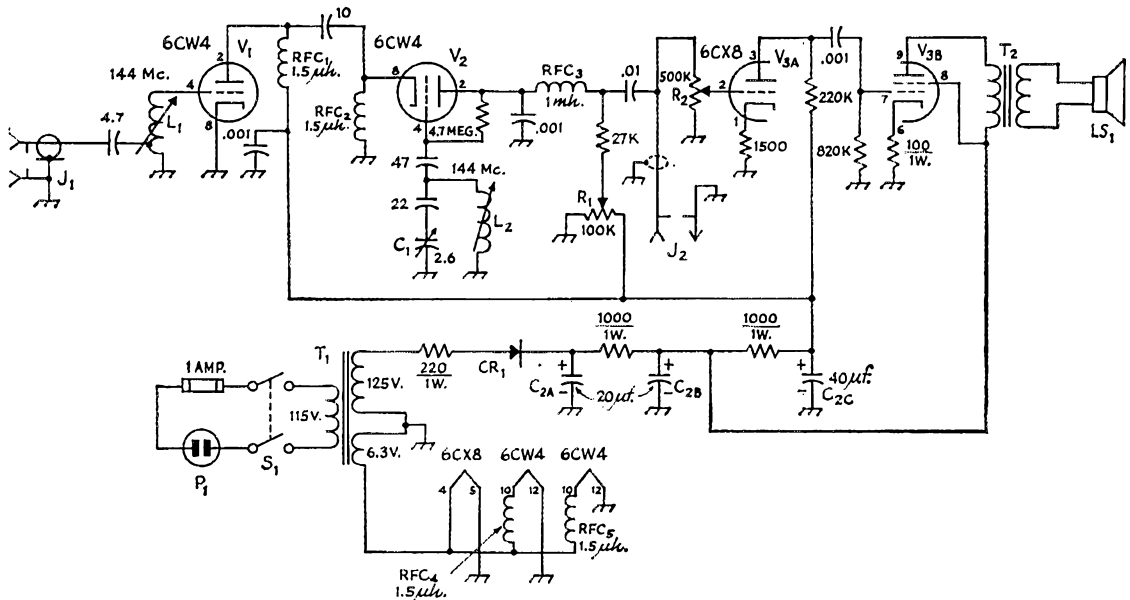 6CW4
V1
2
4
8
144 Mc.
4.7
L1
J1
.001
RFC1
1.5 µh.
10
6CW4
V2
8
2
4
RFC2
1.5 µh.
4.7 MEG.
47
144 Mc.
22
C1
2.6
L2
.001
RFC3
1 mh.
.01
27K
R1
100K
500K
R2
J2
6CX8
V3A
3
2
1
1500
220K
.001
820K
V3B
9
8
7
6
100
1W.
T2
LS1
1 AMP.
P1
S1
115V.
T1
125V.
6.3V.
220
1W.
CR1
1000
1W.
1000
1W.
+
-
C2A
20 µf.
+
-
C2B
+
-
40 µf.
C2C
6CX8
6CW4
6CW4
4
5
10
12
10
12
RFC4
1.5 µh.
RFC5
1.5 µh.